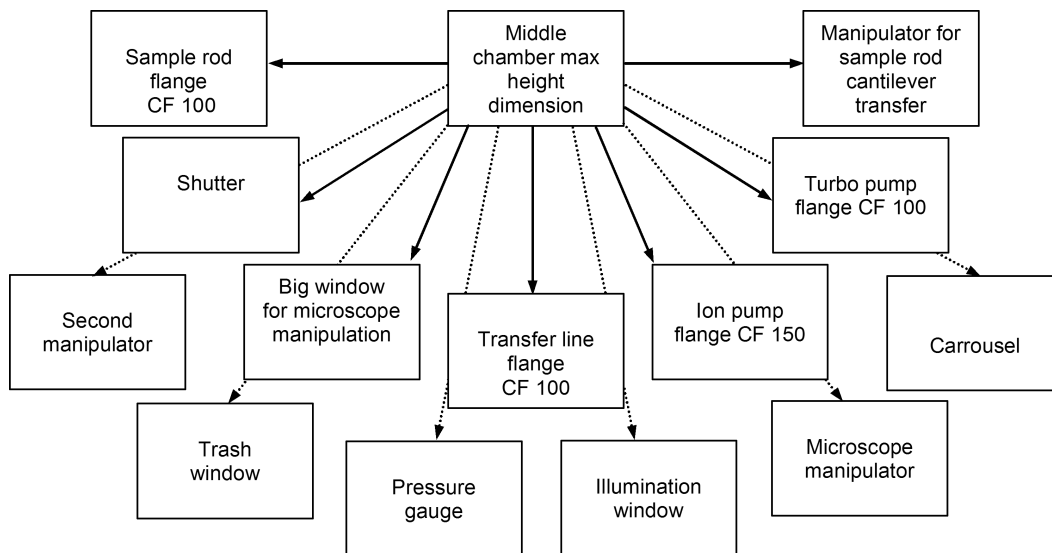 Sample rod
flange
CF 100
Middle
chamber max
height
dimension
Manipulator for
sample rod
cantilever
transfer
Shutter
Turbo pump
flange CF 100
Second
manipulator
Big window
for microscope
manipulation
Transfer line
flange
CF 100
Ion pump
flange CF 150
Carrousel
Trash
window
Pressure
gauge
Illumination
window
Microscope
manipulator